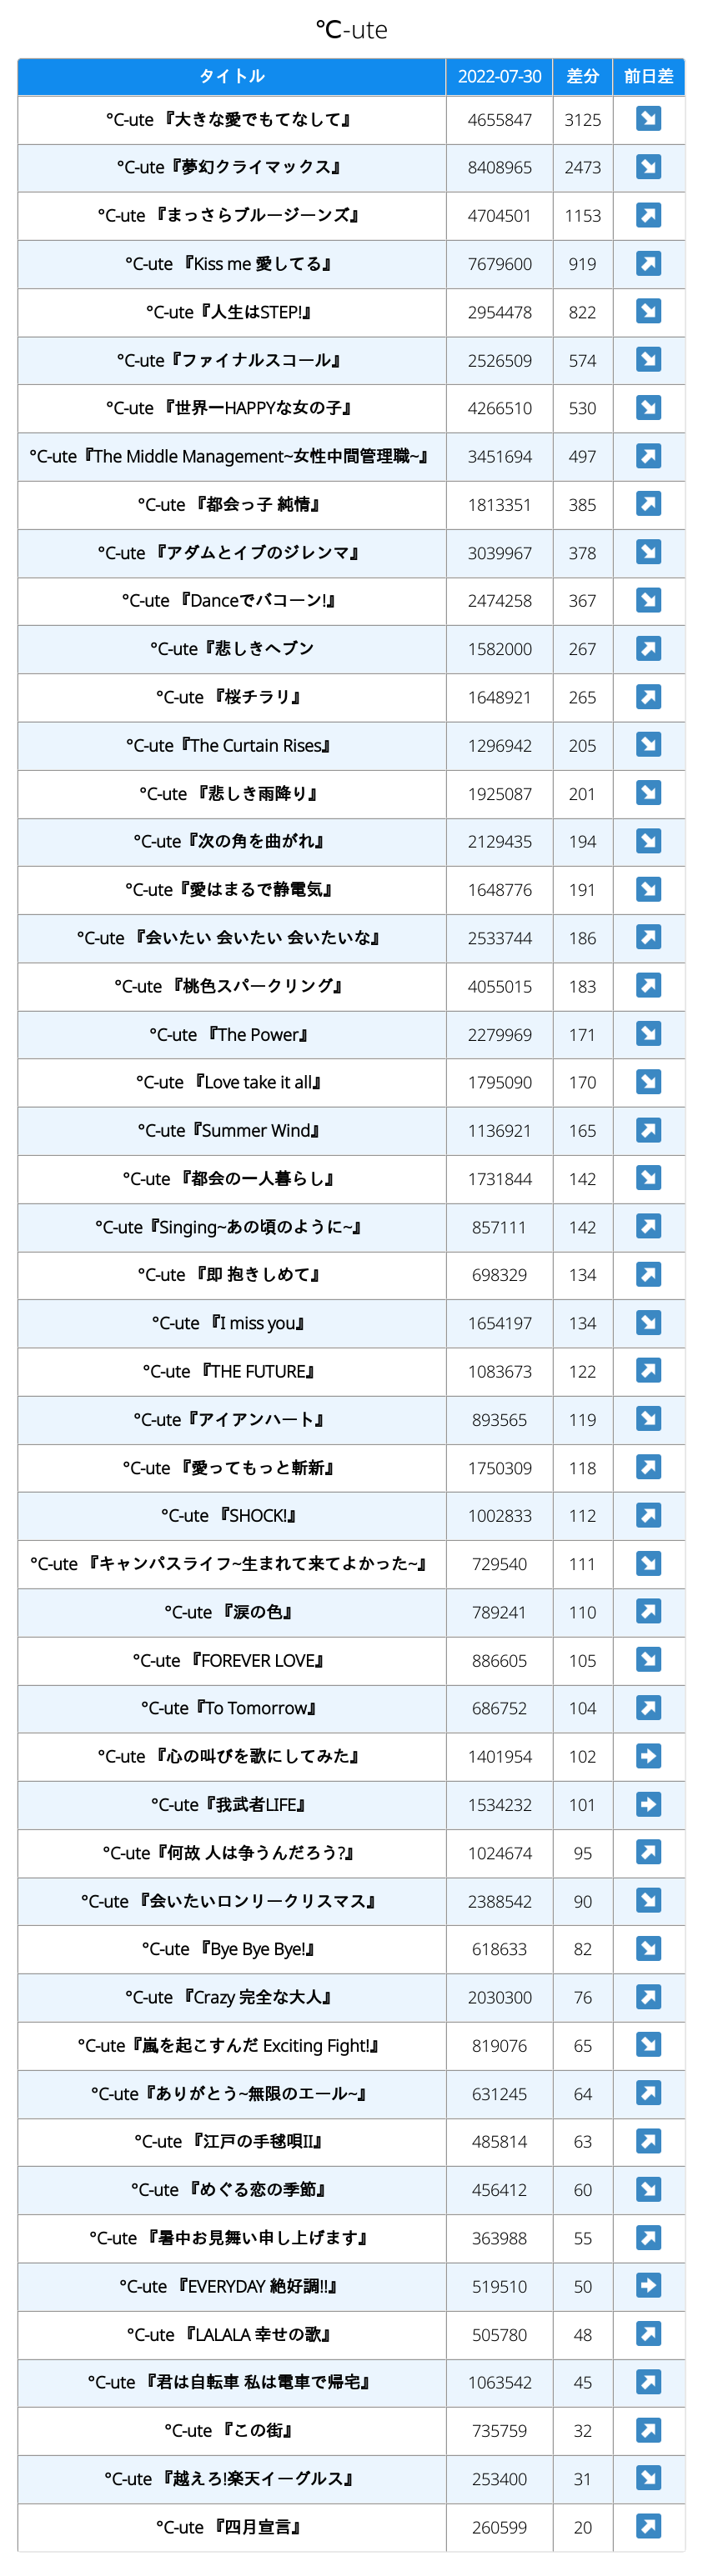 ℃-ute
タイトル 2022-07-30 差分 前日差
°C-ute 『大きな愛でもてなして』 4655847 3125 ↘
°C-ute『夢幻クライマックス』 8408965 2473 ↘
°C-ute 『まっさらブルージーンズ』 4704501 1153 ↗
°C-ute 『Kiss me 愛してる』 7679600 919 ↗
°C-ute『人生はSTEP!』 2954478 822 ↘
°C-ute『ファイナルスコール』 2526509 574 ↘
°C-ute 『世界一HAPPYな女の子』 4266510 530 ↘
°C-ute『The Middle Management~女性中間管理職~』 3451694 497 ↗
°C-ute 『都会っ子 純情』 1813351 385 ↗
°C-ute 『アダムとイブのジレンマ』 3039967 378 ↘
°C-ute 『Danceでバコーン!』 2474258 367 ↘
°C-ute『悲しきヘブン 1582000 267 ↗
°C-ute 『桜チラリ』 1648921 265 ↗
°C-ute『The Curtain Rises』 1296942 205 ↘
°C-ute 『悲しき雨降り』 1925087 201 ↘
°C-ute『次の角を曲がれ』 2129435 194 ↘
°C-ute『愛はまるで静電気』 1648776 191 ↘
°C-ute 『会いたい 会いたい 会いたいな』 2533744 186 ↗
°C-ute 『桃色スパークリング』 4055015 183 ↗
°C-ute 『The Power』 2279969 171 ↘
°C-ute 『Love take it all』 1795090 170 ↘
°C-ute『Summer Wind』 1136921 165 ↗
°C-ute 『都会の一人暮らし』 1731844 142 ↘
°C-ute『Singing~あの頃のように~』 857111 142 ↗
°C-ute 『即 抱きしめて』 698329 134 ↗
°C-ute 『I miss you』 1654197 134 ↘
°C-ute 『THE FUTURE』 1083673 122 ↗
°C-ute『アイアンハート』 893565 119 ↘
°C-ute 『愛ってもっと斬新』 1750309 118 ↗
°C-ute 『SHOCK!』 1002833 112 ↗
°C-ute 『キャンパスライフ~生まれて来てよかった~』 729540 111 ↘
°C-ute 『涙の色』 789241 110 ↗
°C-ute 『FOREVER LOVE』 886605 105 ↘
°C-ute『To Tomorrow』 686752 104 ↗
°C-ute 『心の叫びを歌にしてみた』 1401954 102 →
°C-ute『我武者LIFE』 1534232 101 →
°C-ute『何故 人は争うんだろう?』 1024674 95 ↗
°C-ute 『会いたいロンリークリスマス』 2388542 90 ↘
°C-ute 『Bye Bye Bye!』 618633 82 ↘
°C-ute 『Crazy 完全な大人』 2030300 76 ↗
°C-ute『嵐を起こすんだ Exciting Fight!』 819076 65 ↘
°C-ute『ありがとう~無限のエール~』 631245 64 ↗
°C-ute 『江戸の手毬唄II』 485814 63 ↗
°C-ute 『めぐる恋の季節』 456412 60 ↘
°C-ute 『暑中お見舞い申し上げます』 363988 55 ↗
°C-ute 『EVERYDAY 絶好調!!』 519510 50 →
°C-ute 『LALALA 幸せの歌』 505780 48 ↗
°C-ute 『君は自転車 私は電車で帰宅』 1063542 45 ↗
°C-ute 『この街』 735759 32 ↗
°C-ute 『越えろ!楽天イーグルス』 253400 31 ↘
°C-ute 『四月宣言』 260599 20 ↗